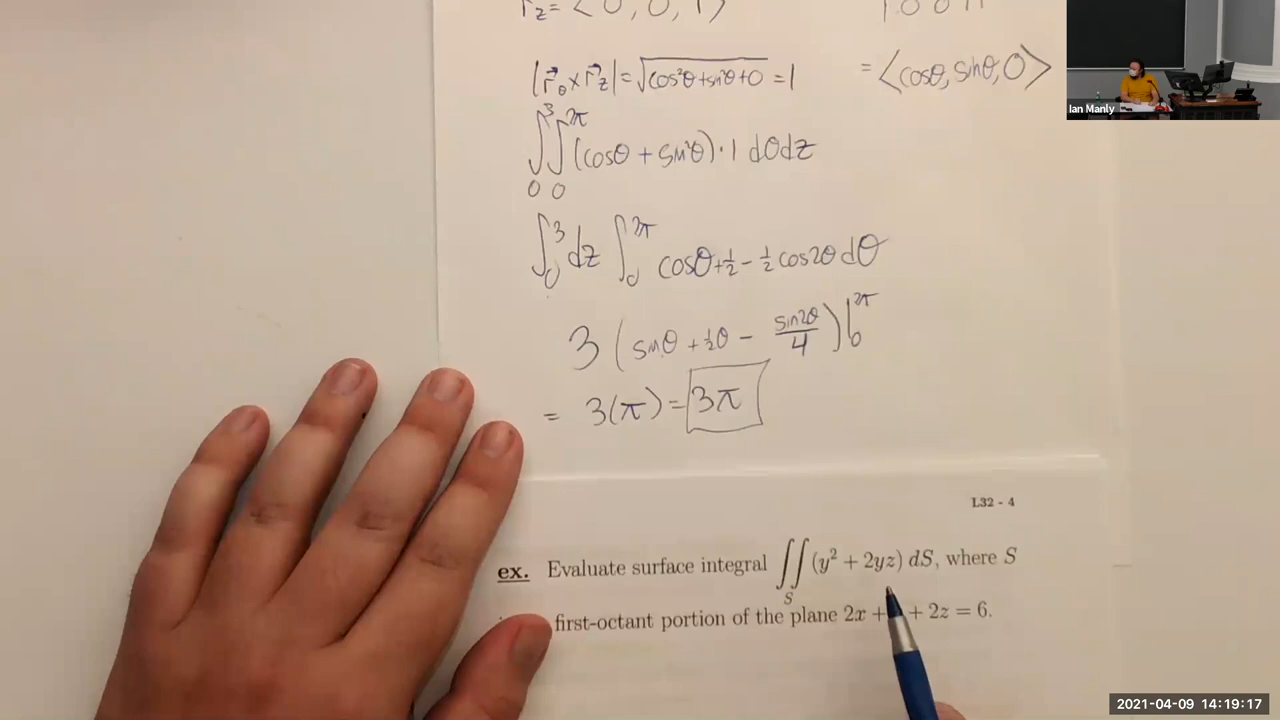 r⃗z = ⟨0, 0, 1⟩
|r⃗θ × r⃗z| = √(cos²θ + sin²θ + 0) = 1
= ⟨cosθ, sinθ, 0⟩
∫₀³ ∫₀^2π (cosθ + sin²θ) · 1 dθdz
∫₀³ dz ∫₀^2π cosθ + ½ − ½ cos2θ dθ
3 ( sinθ + ½θ − sin2θ/4 ) |₀^2π
= 3(π) = 3π
L32 - 4
ex. Evaluate surface integral ∫∫_S (y² + 2yz) dS, where S
first-octant portion of the plane 2x + + 2z = 6.
Ian Manly
2021-04-09 14:19:17